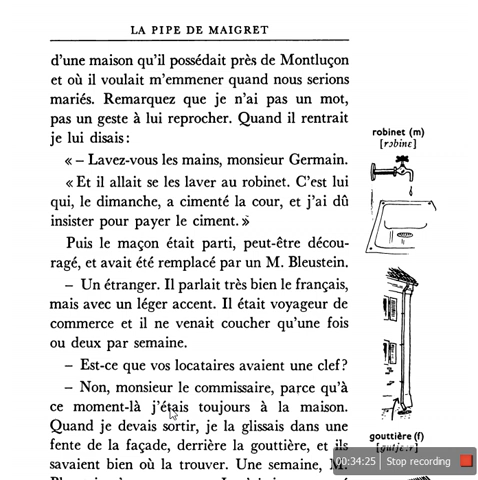 LA PIPE DE MAIGRET
d'une maison qu'il possédait près de Montluçon
et où il voulait m'emmener quand nous serions
mariés. Remarquez que je n'ai pas un mot,
pas un geste à lui reprocher. Quand il rentrait
je lui disais:
« – Lavez-vous les mains, monsieur Germain.
« Et il allait se les laver au robinet. C'est lui
qui, le dimanche, a cimenté la cour, et j'ai dû
insister pour payer le ciment. »
Puis le maçon était parti, peut-être décou-
ragé, et avait été remplacé par un M. Bleustein.
– Un étranger. Il parlait très bien le français,
mais avec un léger accent. Il était voyageur de
commerce et il ne venait coucher qu'une fois
ou deux par semaine.
– Est-ce que vos locataires avaient une clef?
– Non, monsieur le commissaire, parce qu'à
ce moment-là j'étais toujours à la maison.
Quand je devais sortir, je la glissais dans une
fente de la façade, derrière la gouttière, et ils
savaient bien où la trouver. Une semaine, M.
robinet (m)
[rɔbinɛ]
gouttière (f)
[gutjɛ:r]
00:34:25 Stop recording